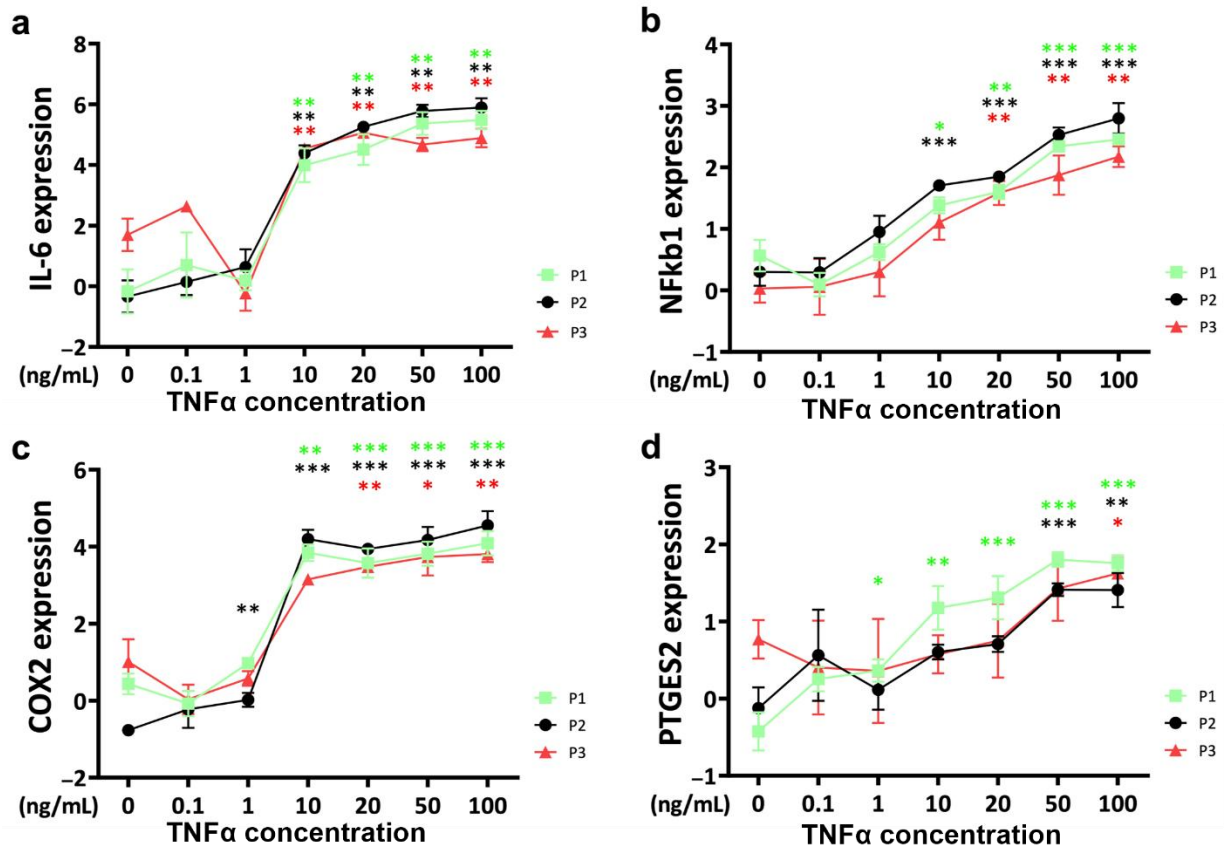 a
IL-6 expression
8
6
4
2
0
−2
** ** ** **
** ** ** **
** ** ** **
P1
P2
P3
(ng/mL) 0 0.1 1 10 20 50 100
TNFα concentration
b
NFkb1 expression
4
3
2
1
0
−1
* ** *** ***
*** *** *** ***
** ** **
P1
P2
P3
(ng/mL) 0 0.1 1 10 20 50 100
TNFα concentration
c
COX2 expression
6
4
2
0
−2
** *** *** ***
** *** *** *** ***
** * **
P1
P2
P3
(ng/mL) 0 0.1 1 10 20 50 100
TNFα concentration
d
PTGES2 expression
3
2
1
0
−1
* ** *** *** ***
*** **
*
P1
P2
P3
(ng/mL) 0 0.1 1 10 20 50 100
TNFα concentration